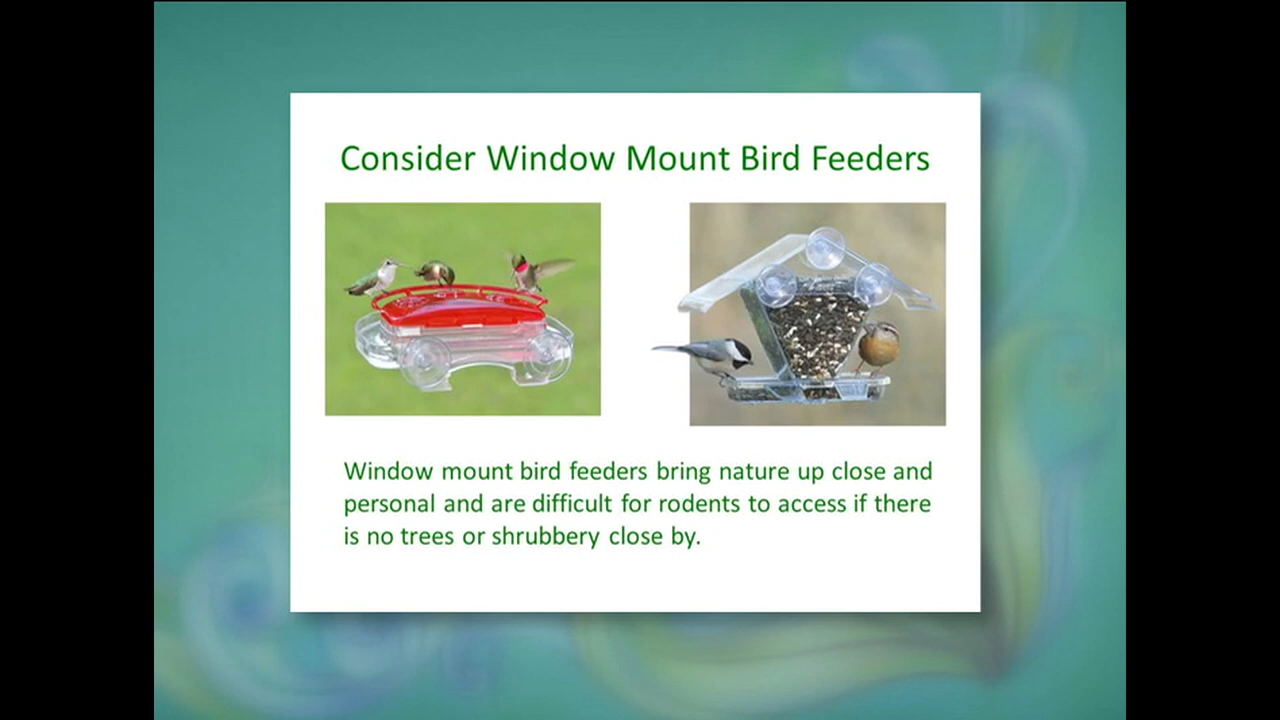 Consider Window Mount Bird Feeders
Window mount bird feeders bring nature up close and
personal and are difficult for rodents to access if there
is no trees or shrubbery close by.